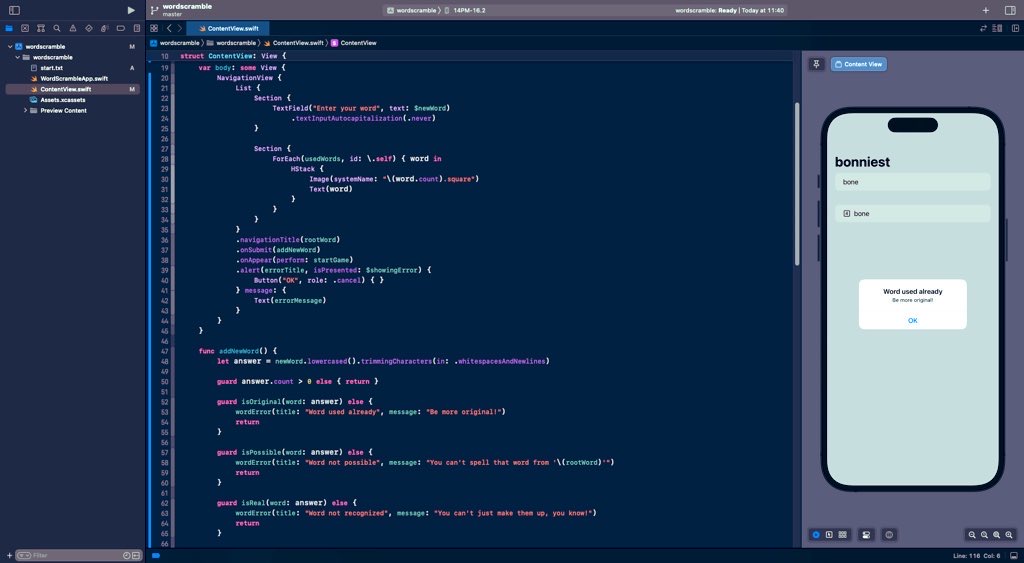 wordscramble
master
wordscramble
14PM-16.2
wordscramble: Ready | Today at 11:40
ContentView.swift
wordscramble
wordscramble
ContentView.swift
ContentView
wordscramble
M
wordscramble
start.txt
A
WordScrambleApp.swift
ContentView.swift
M
Assets.xcassets
Preview Content
10 struct ContentView: View {
19 var body: some View {
20 NavigationView {
21 List {
22 Section {
23 TextField("Enter your word", text: $newWord)
24 .textInputAutocapitalization(.never)
25 }
26
27 Section {
28 ForEach(usedWords, id: \.self) { word in
29 HStack {
30 Image(systemName: "\(word.count).square")
31 Text(word)
32 }
33 }
34 }
35 }
36 .navigationTitle(rootWord)
37 .onSubmit(addNewWord)
38 .onAppear(perform: startGame)
39 .alert(errorTitle, isPresented: $showingError) {
40 Button("OK", role: .cancel) { }
41 } message: {
42 Text(errorMessage)
43 }
44 }
45 }
46
47 func addNewWord() {
48 let answer = newWord.lowercased().trimmingCharacters(in: .whitespacesAndNewlines)
49
50 guard answer.count > 0 else { return }
51
52 guard isOriginal(word: answer) else {
53 wordError(title: "Word used already", message: "Be more original!")
54 return
55 }
56
57 guard isPossible(word: answer) else {
58 wordError(title: "Word not possible", message: "You can't spell that word from '\(rootWord)'")
59 return
60 }
61
62 guard isReal(word: answer) else {
63 wordError(title: "Word not recognized", message: "You can't just make them up, you know!")
64 return
65 }
66
Content View
bonniest
bone
4 bone
Word used already
Be more original!
OK
Filter
Line: 116 Col: 6